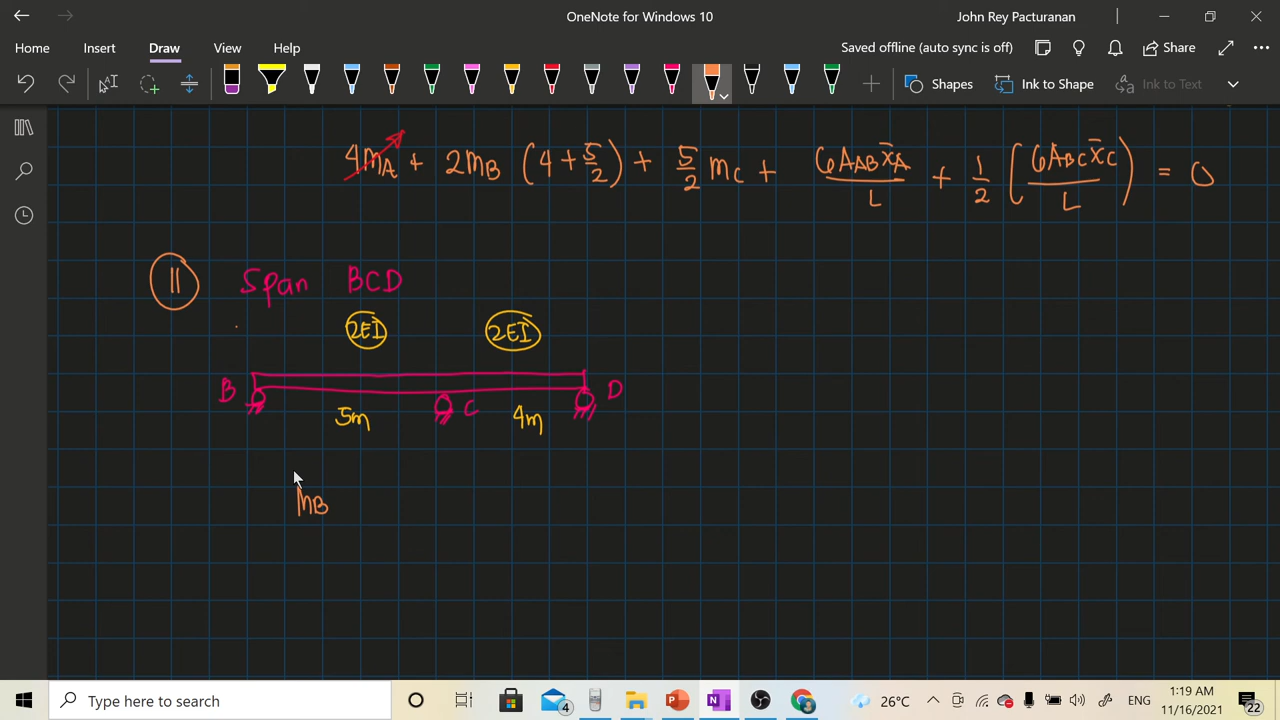 OneNote for Windows 10
John Rey Pacturanan
Home Insert Draw View Help
Saved offline (auto sync is off) Share
Shapes Ink to Shape Ink to Text
4MA + 2MB (4 + 5/2) + 5/2 MC + 6AAB x̄A/L + 1/2 (6ABC x̄C/L) = 0
II Span BCD
2EI 2EI
B C D
5m 4m
MB
Type here to search
4
26°C
ENG
1:19 AM
11/16/2021
22